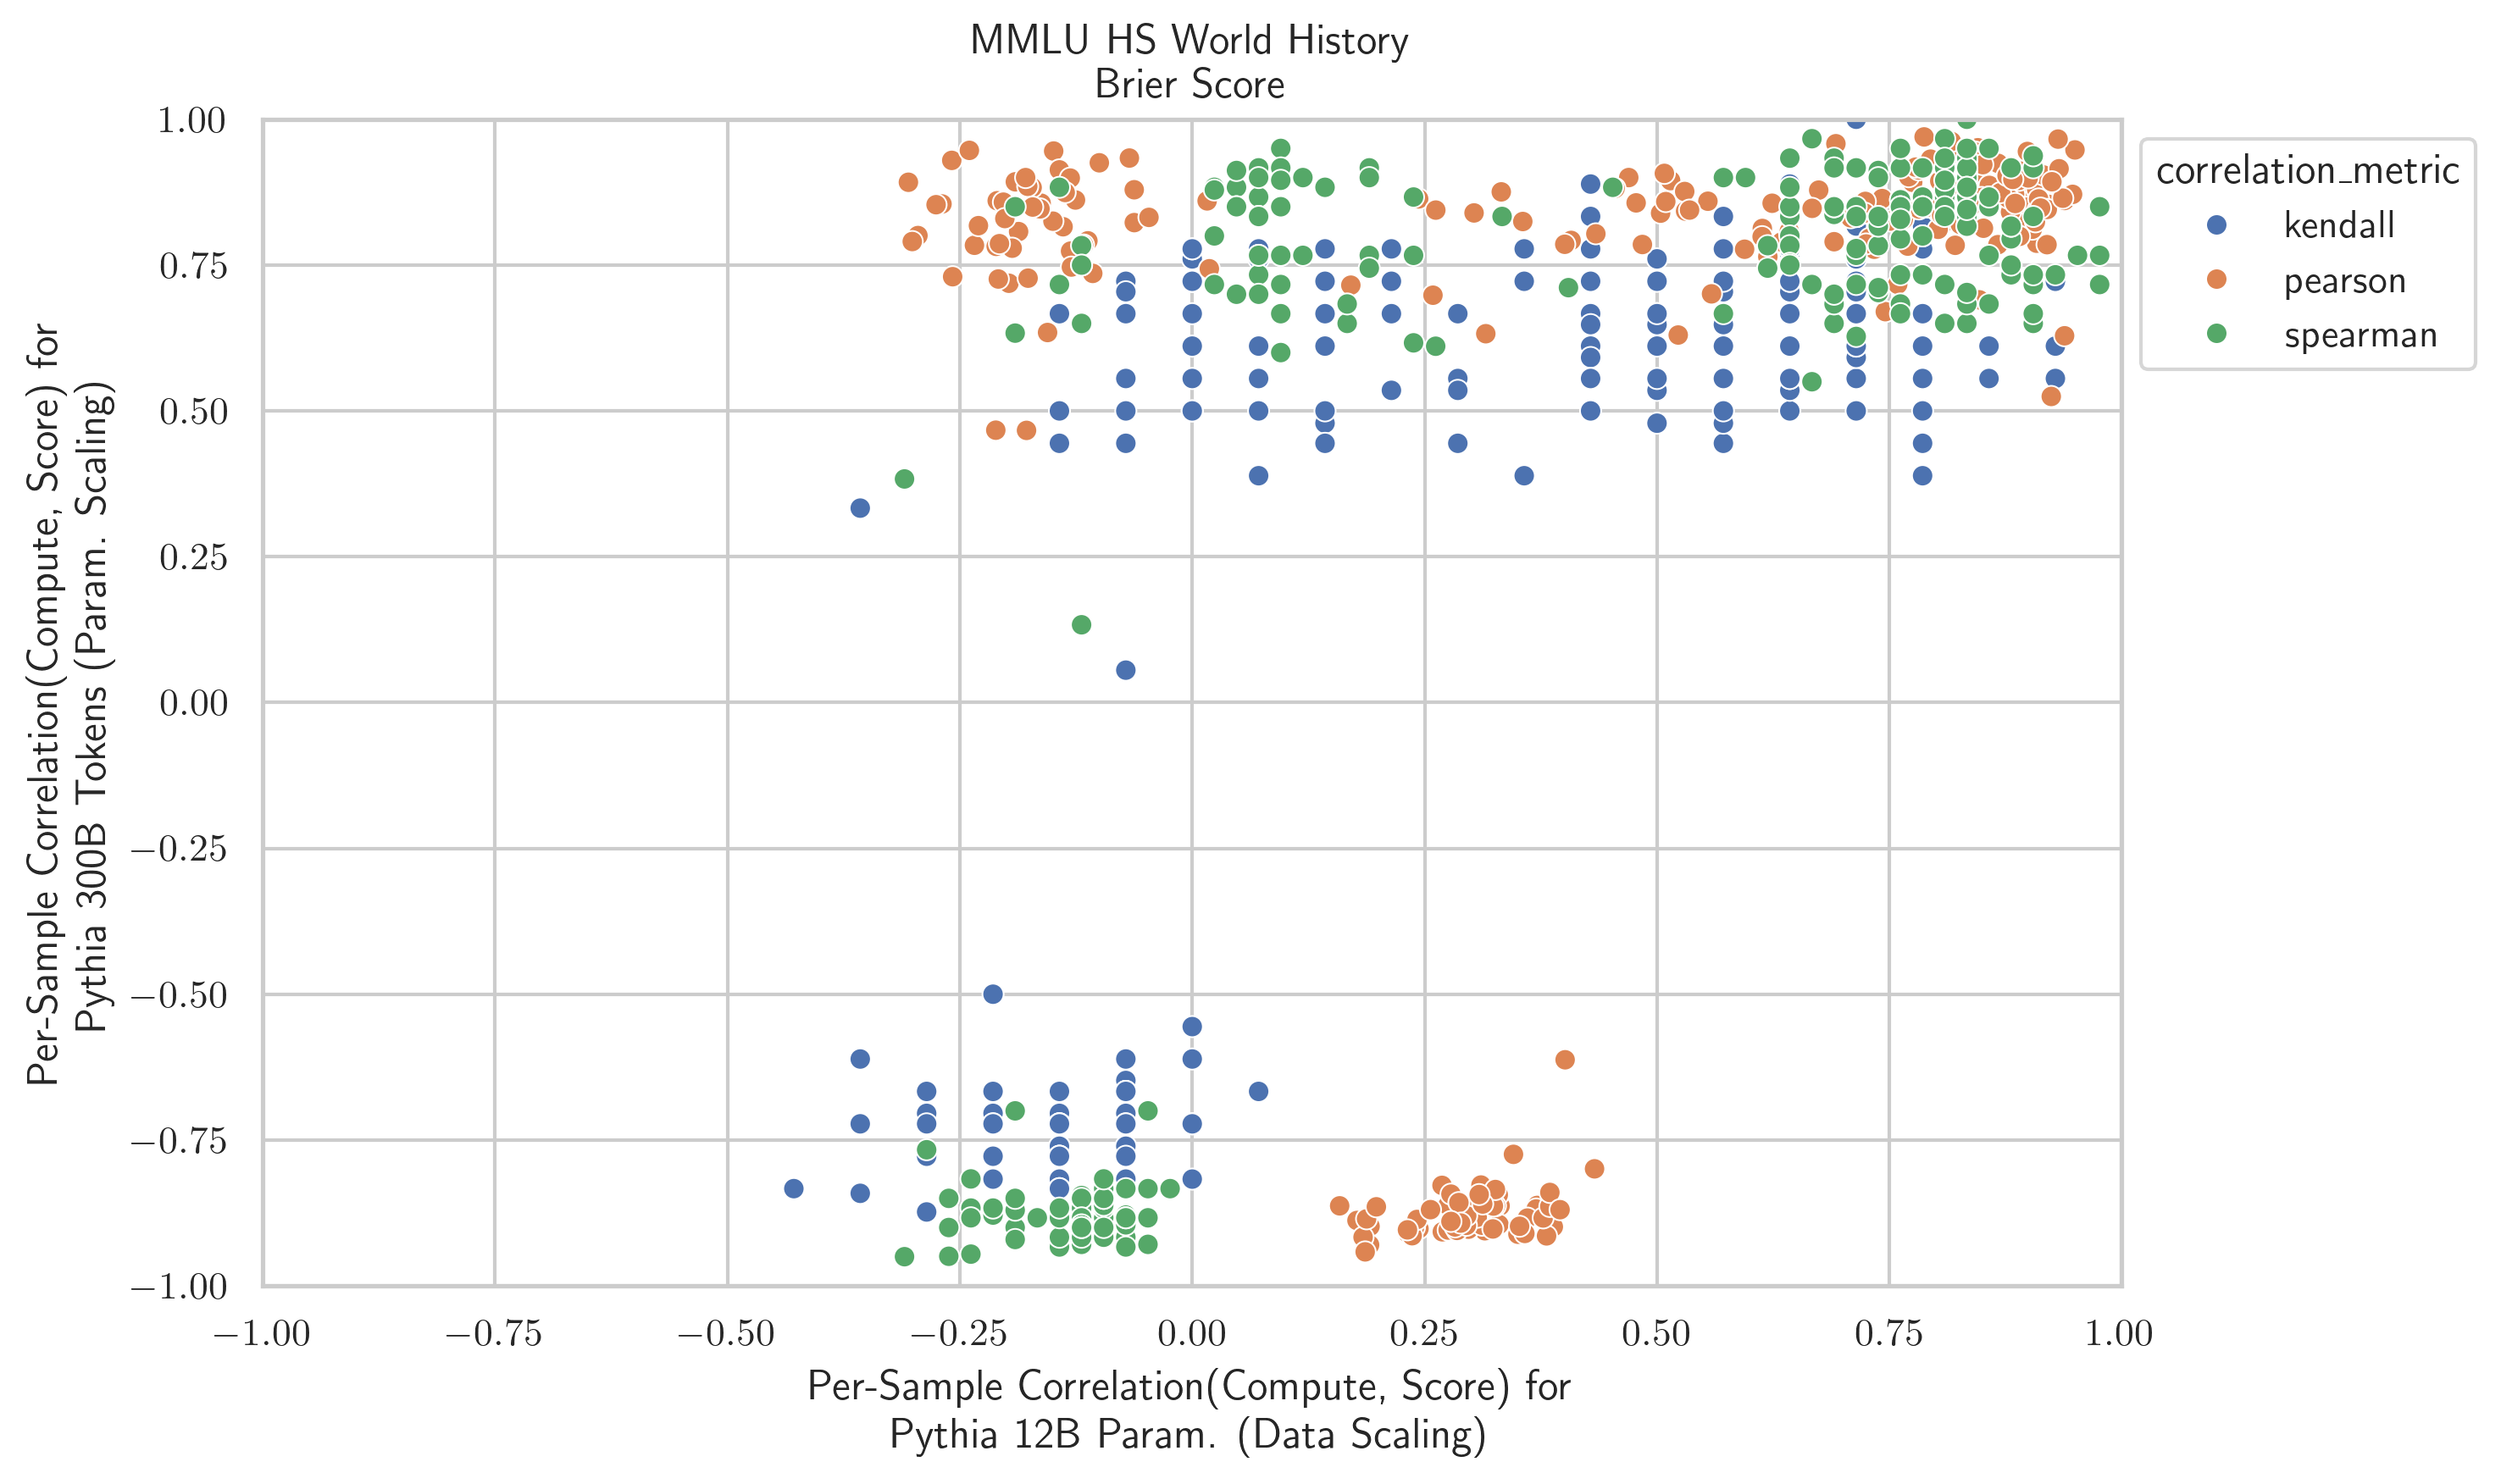 MMLU HS World History
Brier Score
Per-Sample Correlation(Compute, Score) for
Pythia 300B Tokens (Param. Scaling)
1.00
0.75
0.50
0.25
0.00
−0.25
−0.50
−0.75
−1.00
−1.00 −0.75 −0.50 −0.25 0.00 0.25 0.50 0.75 1.00
Per-Sample Correlation(Compute, Score) for
Pythia 12B Param. (Data Scaling)
correlation_metric
kendall
pearson
spearman